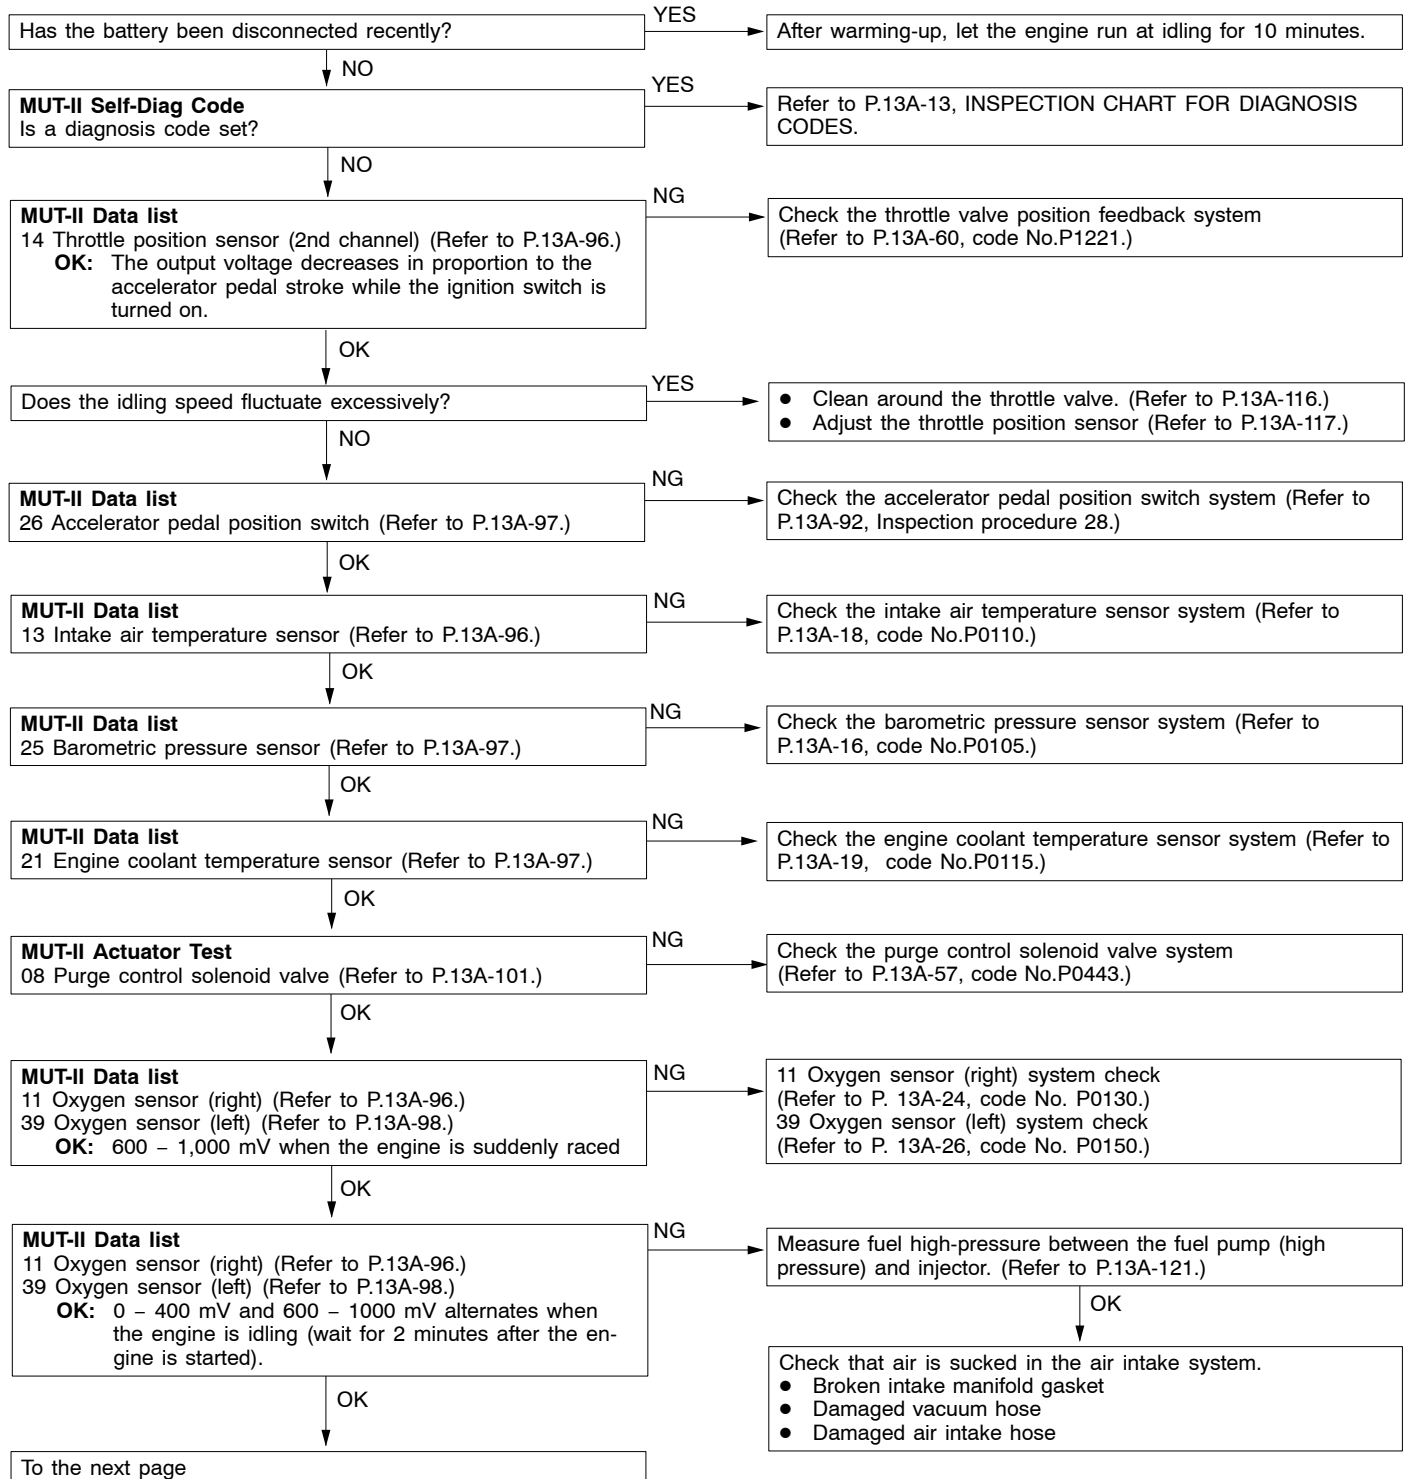 Has the battery been disconnected recently?
YES
After warming-up, let the engine run at idling for 10 minutes.
NO
MUT-II Self-Diag Code
Is a diagnosis code set?
YES
Refer to P.13A-13, INSPECTION CHART FOR DIAGNOSIS
CODES.
NO
MUT-II Data list
14 Throttle position sensor (2nd channel) (Refer to P.13A-96.)
OK: The output voltage decreases in proportion to the
accelerator pedal stroke while the ignition switch is
turned on.
NG
Check the throttle valve position feedback system
(Refer to P.13A-60, code No.P1221.)
OK
Does the idling speed fluctuate excessively?
YES
● Clean around the throttle valve. (Refer to P.13A-116.)
● Adjust the throttle position sensor (Refer to P.13A-117.)
NO
MUT-II Data list
26 Accelerator pedal position switch (Refer to P.13A-97.)
NG
Check the accelerator pedal position switch system (Refer to
P.13A-92, Inspection procedure 28.)
OK
MUT-II Data list
13 Intake air temperature sensor (Refer to P.13A-96.)
NG
Check the intake air temperature sensor system (Refer to
P.13A-18, code No.P0110.)
OK
MUT-II Data list
25 Barometric pressure sensor (Refer to P.13A-97.)
NG
Check the barometric pressure sensor system (Refer to
P.13A-16, code No.P0105.)
OK
MUT-II Data list
21 Engine coolant temperature sensor (Refer to P.13A-97.)
NG
Check the engine coolant temperature sensor system (Refer to
P.13A-19, code No.P0115.)
OK
MUT-II Actuator Test
08 Purge control solenoid valve (Refer to P.13A-101.)
NG
Check the purge control solenoid valve system
(Refer to P.13A-57, code No.P0443.)
OK
MUT-II Data list
11 Oxygen sensor (right) (Refer to P.13A-96.)
39 Oxygen sensor (left) (Refer to P.13A-98.)
OK: 600 – 1,000 mV when the engine is suddenly raced
NG
11 Oxygen sensor (right) system check
(Refer to P. 13A-24, code No. P0130.)
39 Oxygen sensor (left) system check
(Refer to P. 13A-26, code No. P0150.)
OK
MUT-II Data list
11 Oxygen sensor (right) (Refer to P.13A-96.)
39 Oxygen sensor (left) (Refer to P.13A-98.)
OK: 0 – 400 mV and 600 – 1000 mV alternates when
the engine is idling (wait for 2 minutes after the en-
gine is started).
NG
Measure fuel high-pressure between the fuel pump (high
pressure) and injector. (Refer to P.13A-121.)
OK
Check that air is sucked in the air intake system.
● Broken intake manifold gasket
● Damaged vacuum hose
● Damaged air intake hose
OK
To the next page